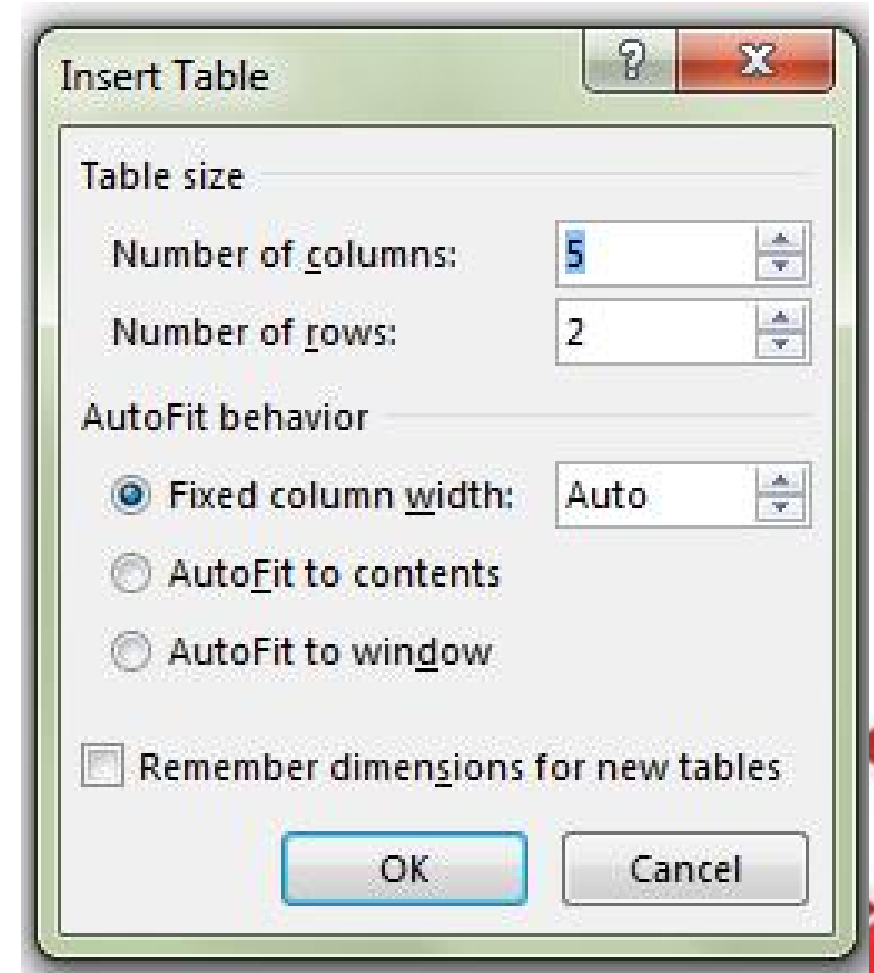 Insert Table ? X
Table size
Number of columns: 5
Number of rows: 2
AutoFit behavior
Fixed column width: Auto
AutoFit to contents
AutoFit to window
Remember dimensions for new tables
OK Cancel